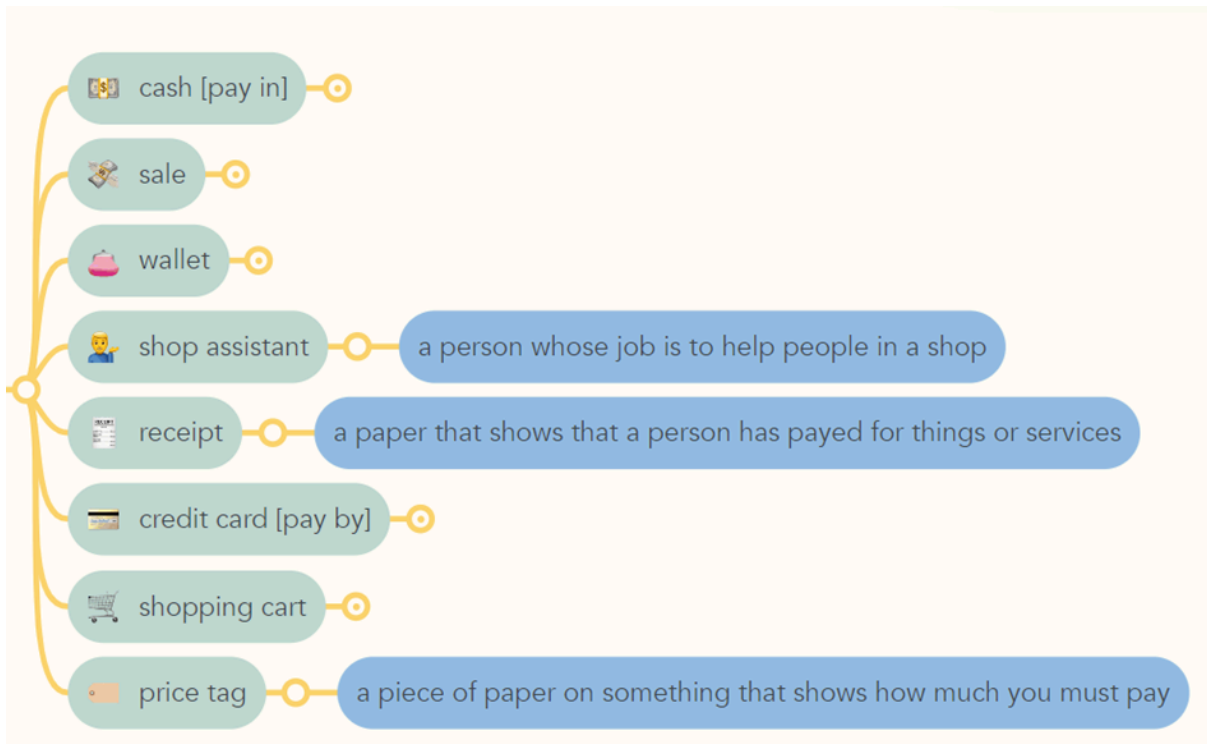 cash [pay in]
sale
wallet
shop assistant a person whose job is to help people in a shop
receipt a paper that shows that a person has payed for things or services
credit card [pay by]
shopping cart
price tag a piece of paper on something that shows how much you must pay